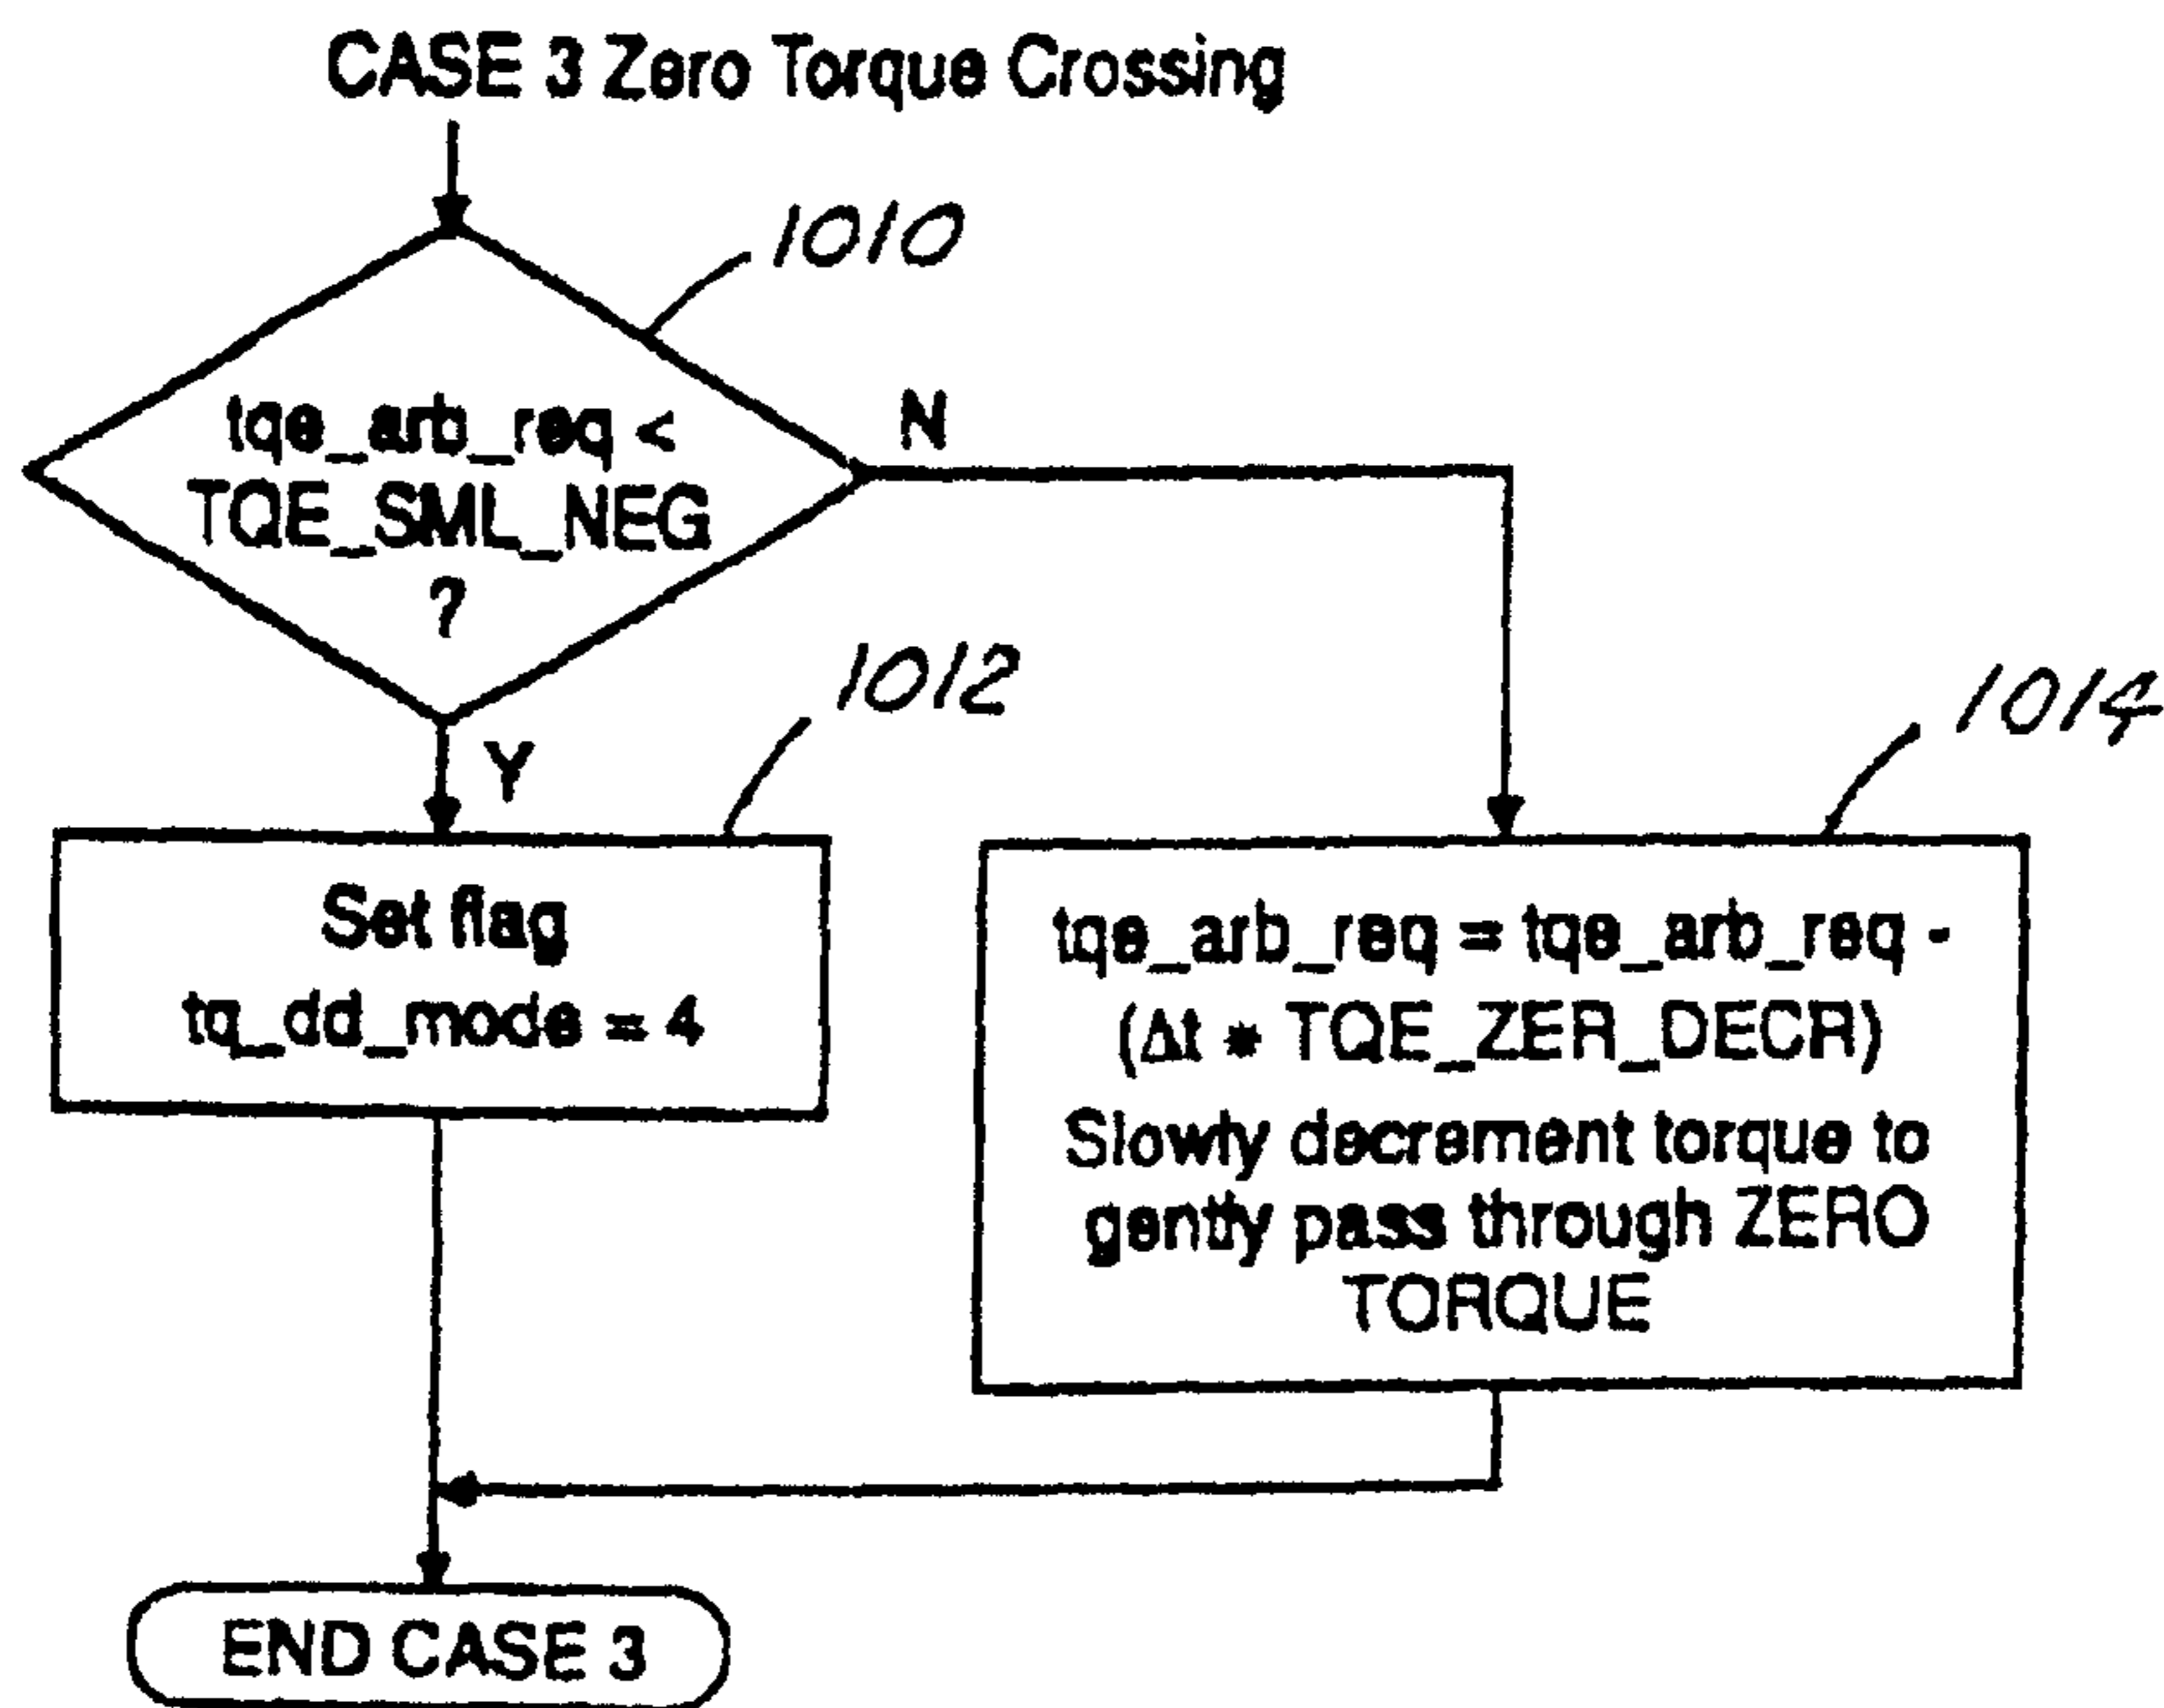 CASE 3 Zero Torque Crossing
1010
tqe_arb_req <
TQE_SML_NEG
?
N
Y
1012
Set flag
tq_dd_mode = 4
1014
tqe_arb_req = tqe_arb_req -
(Δt * TQE_ZER_DECR)
Slowly decrement torque to
gently pass through ZERO
TORQUE
END CASE 3